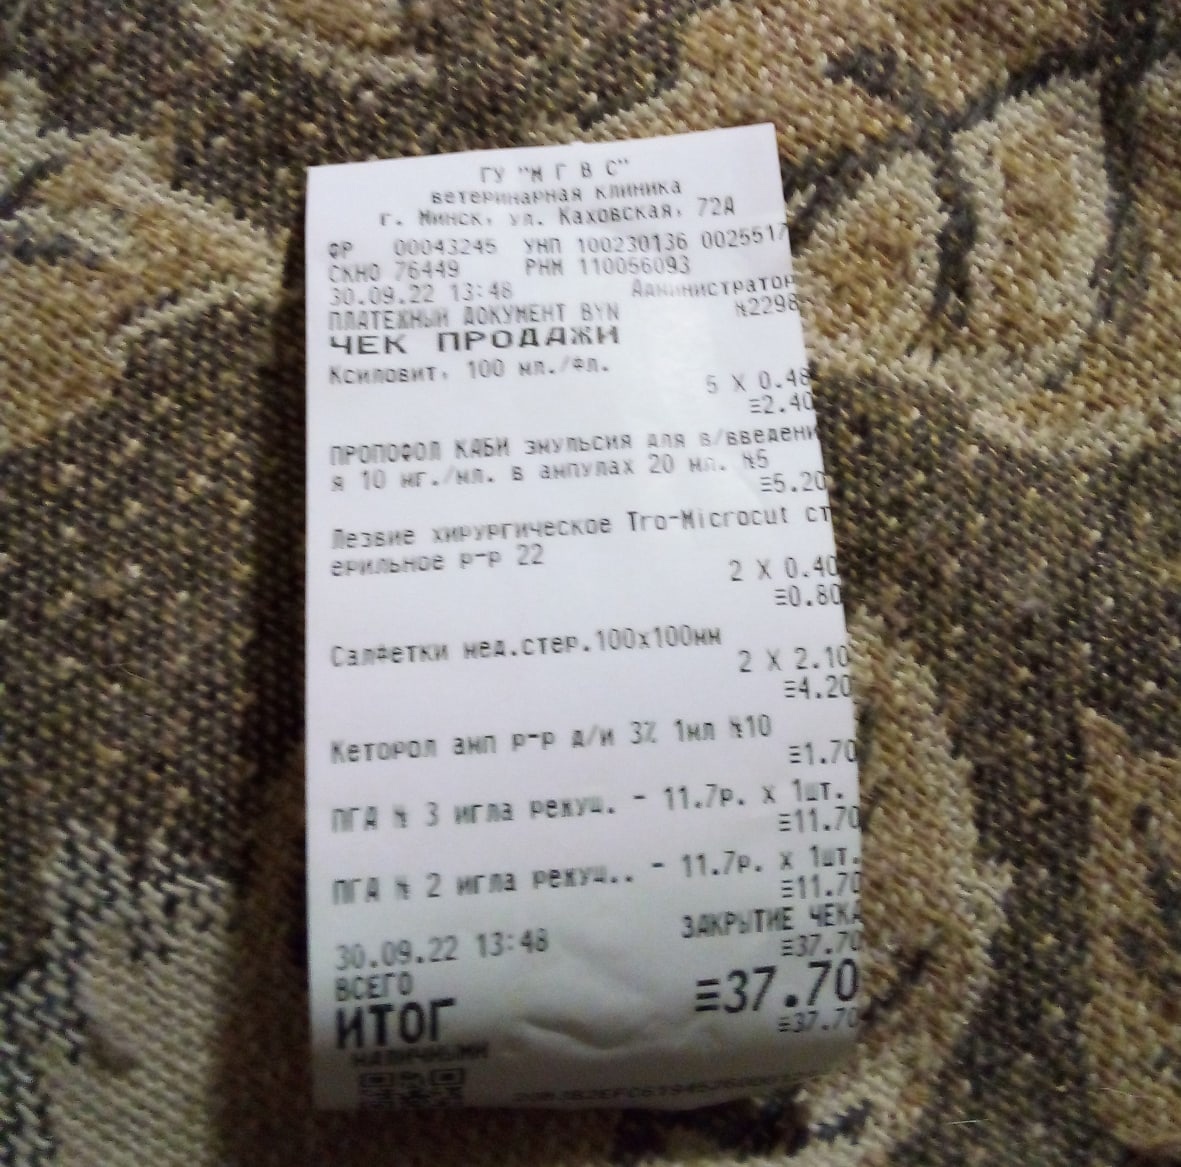 ГУ "М Г В С"
ветеринарная клиника
г. Минск, ул. Каховская, 72А
ФР 00043245 УНП 100230136 0025517
СКНО 76449 РНМ 110056093
30.09.22 13:48 Администратор
ПЛАТЕЖНЫЙ ДОКУМЕНТ BYN №2298
ЧЕК ПРОДАЖИ
Ксиловит, 100 мл./фл.
5 X 0.48
≡2.40
ПРОПОФОЛ КАБИ эмульсия для в/введени
я 10 мг./мл. в ампулах 20 мл. №5
≡5.20
Лезвие хирургическое Tro-Microcut ст
ерильное р-р 22
2 X 0.40
≡0.80
Салфетки мед.стер.100х100мм
2 X 2.10
≡4.20
Кеторол амп р-р д/и 3% 1мл №10
≡1.70
ПГА № 3 игла режущ. - 11.7р. х 1шт.
≡11.70
ПГА № 2 игла режущ.. - 11.7р. х 1шт.
≡11.70
30.09.22 13:48 ЗАКРЫТИЕ ЧЕКА
ВСЕГО ≡37.70
ИТОГ ≡37.70
НАЛИЧНЫМИ ≡37.70